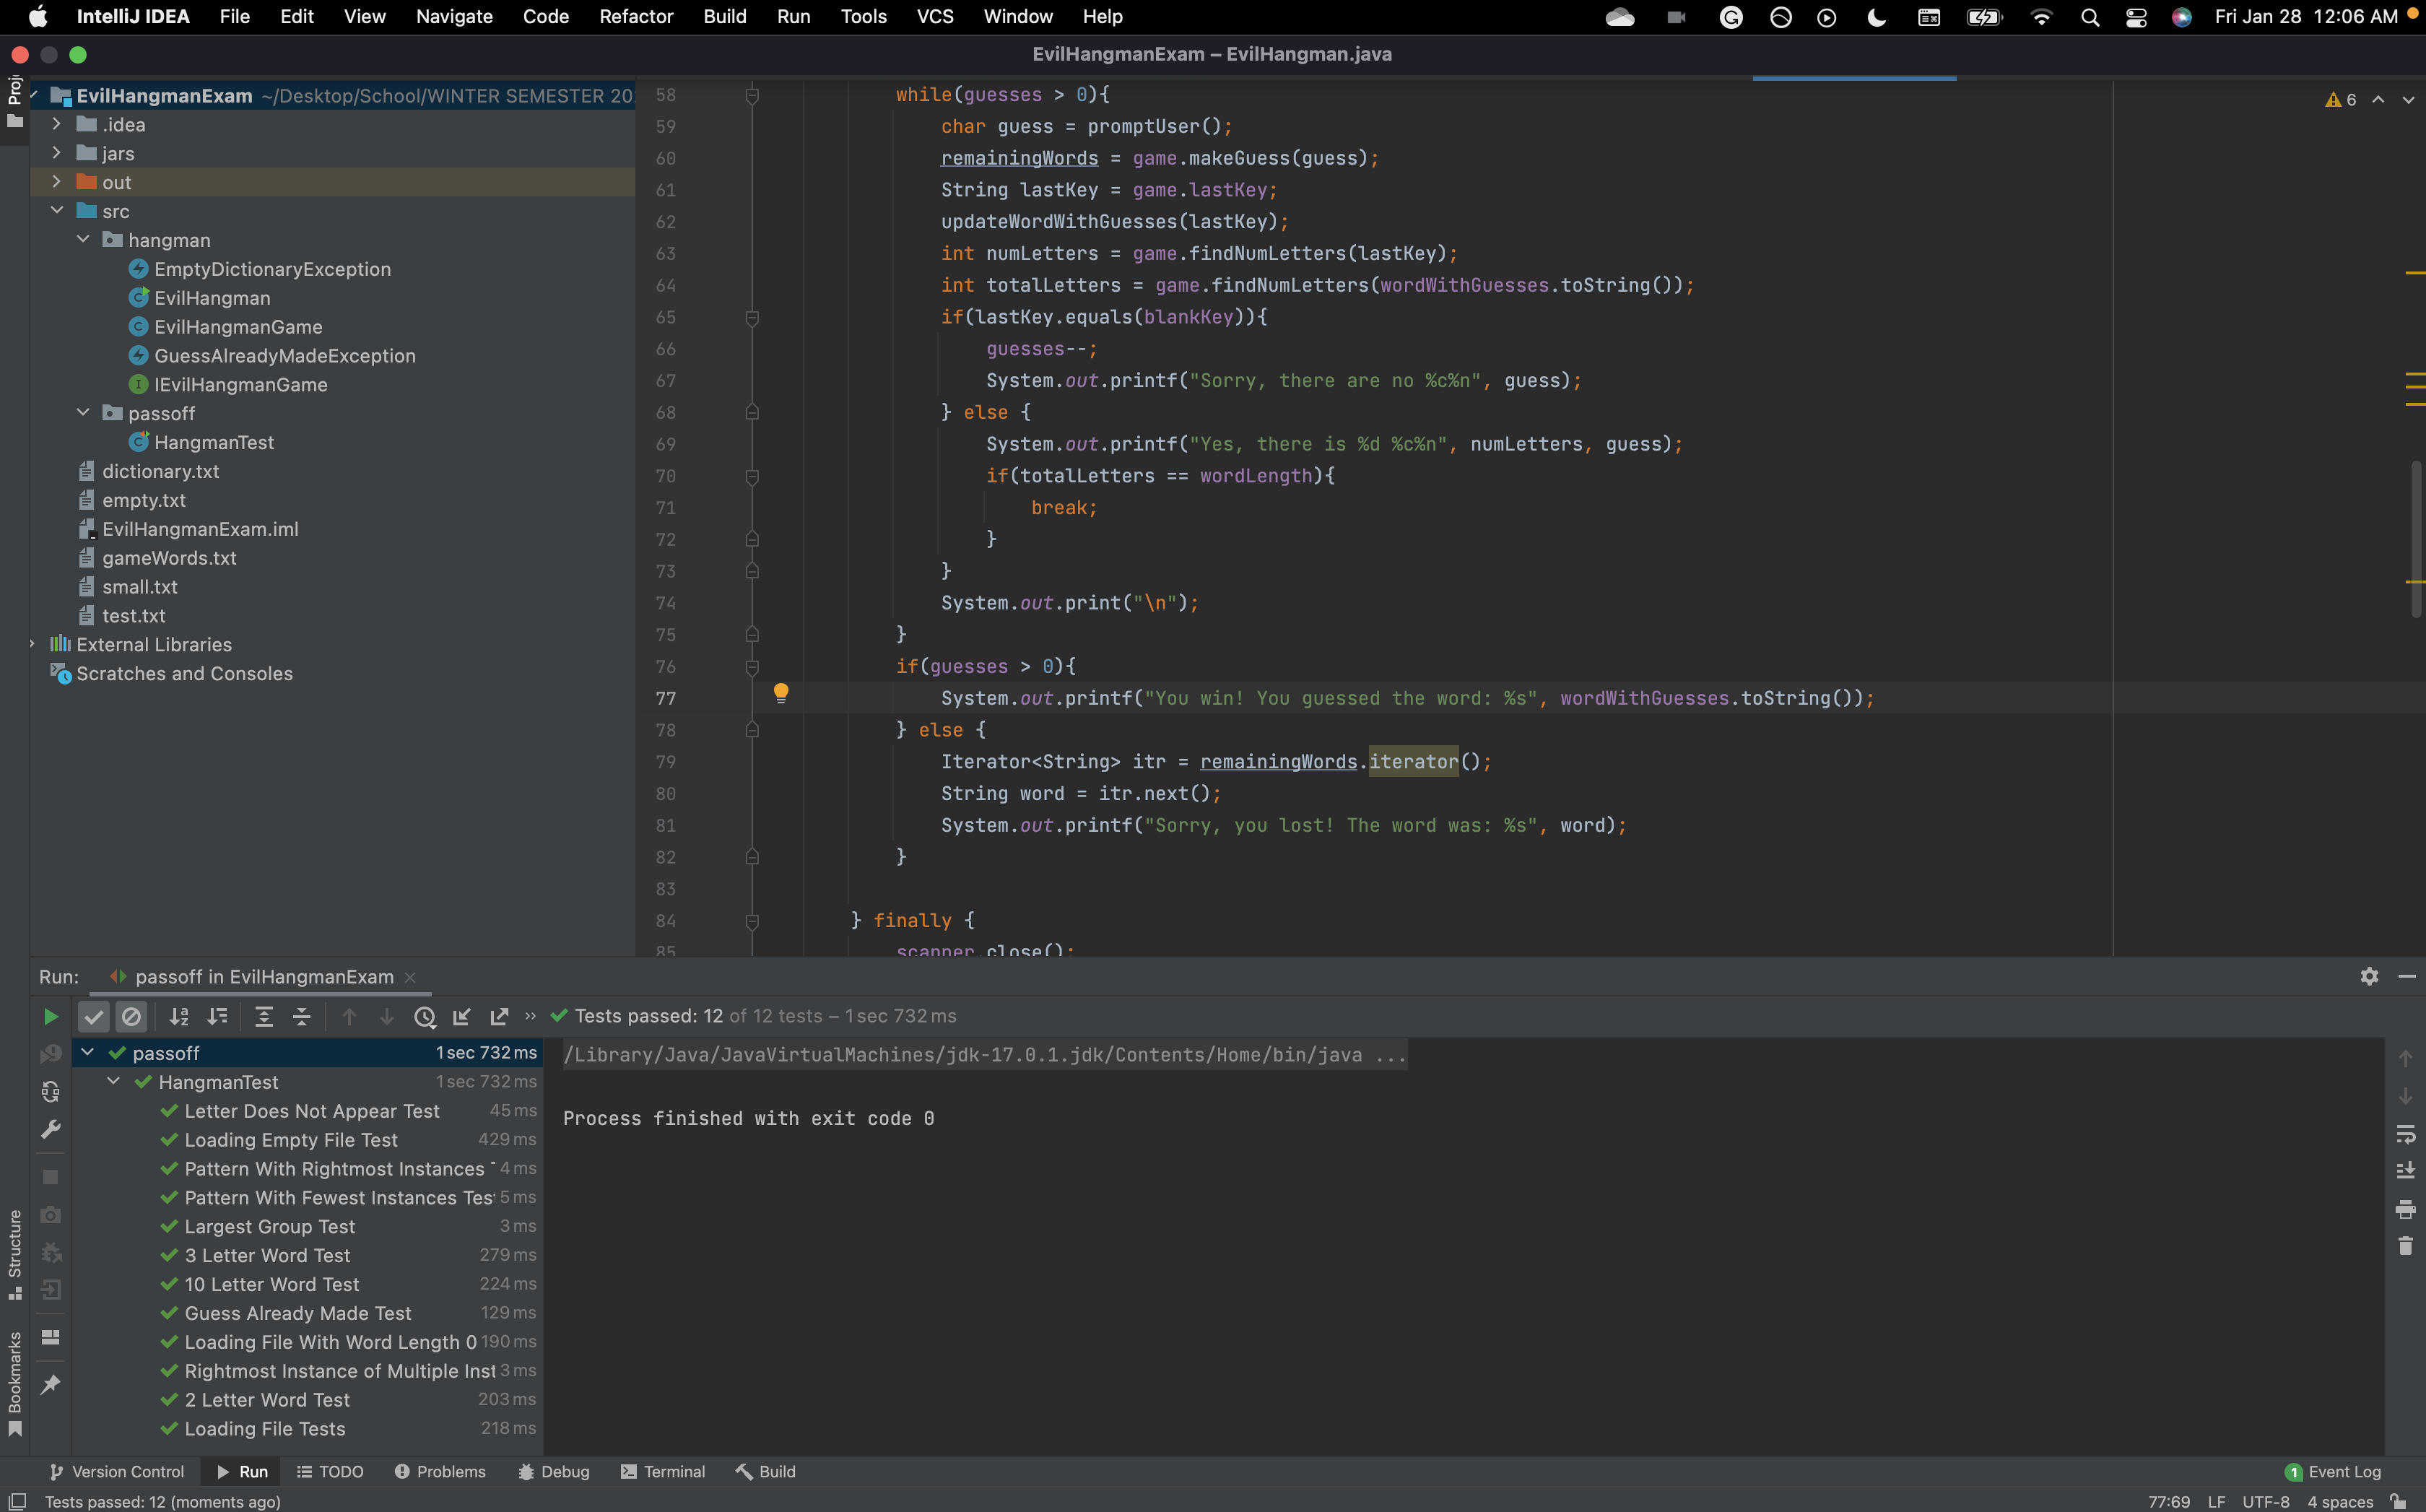 IntelliJ IDEA File Edit View Navigate Code Refactor Build Run Tools VCS Window Help Fri Jan 28 12:06 AM
EvilHangmanExam – EvilHangman.java
EvilHangmanExam ~/Desktop/School/WINTER SEMESTER 20
.idea
jars
out
src
hangman
EmptyDictionaryException
EvilHangman
EvilHangmanGame
GuessAlreadyMadeException
IEvilHangmanGame
passoff
HangmanTest
dictionary.txt
empty.txt
EvilHangmanExam.iml
gameWords.txt
small.txt
test.txt
External Libraries
Scratches and Consoles
6
58 while(guesses > 0){
59 char guess = promptUser();
60 remainingWords = game.makeGuess(guess);
61 String lastKey = game.lastKey;
62 updateWordWithGuesses(lastKey);
63 int numLetters = game.findNumLetters(lastKey);
64 int totalLetters = game.findNumLetters(wordWithGuesses.toString());
65 if(lastKey.equals(blankKey)){
66 guesses--;
67 System.out.printf("Sorry, there are no %c%n", guess);
68 } else {
69 System.out.printf("Yes, there is %d %c%n", numLetters, guess);
70 if(totalLetters == wordLength){
71 break;
72 }
73 }
74 System.out.print("\n");
75 }
76 if(guesses > 0){
77 System.out.printf("You win! You guessed the word: %s", wordWithGuesses.toString());
78 } else {
79 Iterator<String> itr = remainingWords.iterator();
80 String word = itr.next();
81 System.out.printf("Sorry, you lost! The word was: %s", word);
82 }
83
84 } finally {
85 scanner.close();
Run: passoff in EvilHangmanExam
Tests passed: 12 of 12 tests – 1 sec 732 ms
passoff 1 sec 732 ms
HangmanTest 1 sec 732 ms
Letter Does Not Appear Test 45 ms
Loading Empty File Test 429 ms
Pattern With Rightmost Instances 4 ms
Pattern With Fewest Instances Tes 5 ms
Largest Group Test 3 ms
3 Letter Word Test 279 ms
10 Letter Word Test 224 ms
Guess Already Made Test 129 ms
Loading File With Word Length 0 190 ms
Rightmost Instance of Multiple Inst 3 ms
2 Letter Word Test 203 ms
Loading File Tests 218 ms
/Library/Java/JavaVirtualMachines/jdk-17.0.1.jdk/Contents/Home/bin/java ...
Process finished with exit code 0
Proj
Structure
Bookmarks
Version Control Run TODO Problems Debug Terminal Build 1 Event Log
Tests passed: 12 (moments ago) 77:69 LF UTF-8 4 spaces